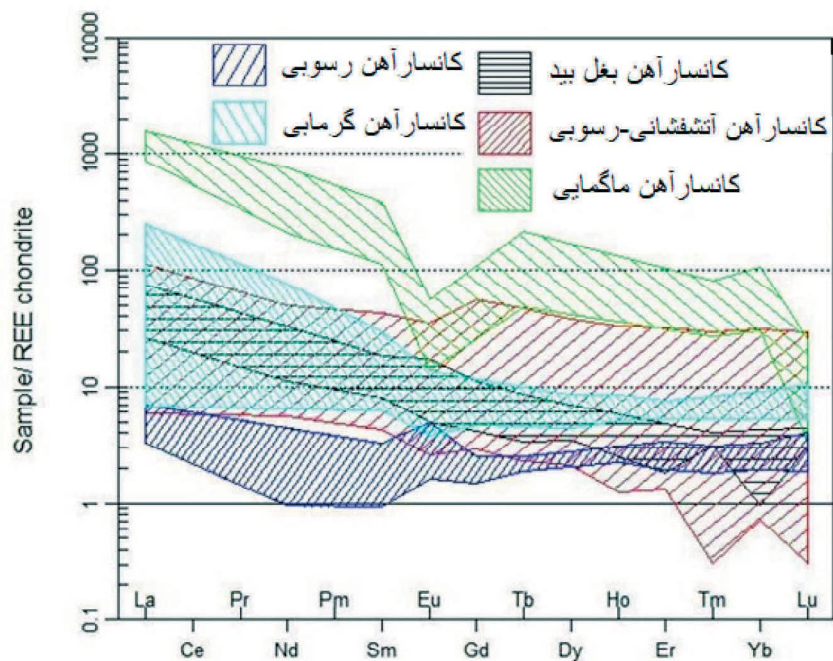 10000
1000
100
10
1
0.1
Sample/ REE chondrite
کانسارآهن رسوبی
کانسارآهن بغل بید
کانسارآهن گرمابی
کانسارآهن آتشفشانی-رسوبی
کانسارآهن ماگمایی
La Pr Pm Eu Tb Ho Tm Lu
Ce Nd Sm Gd Dy Er Yb